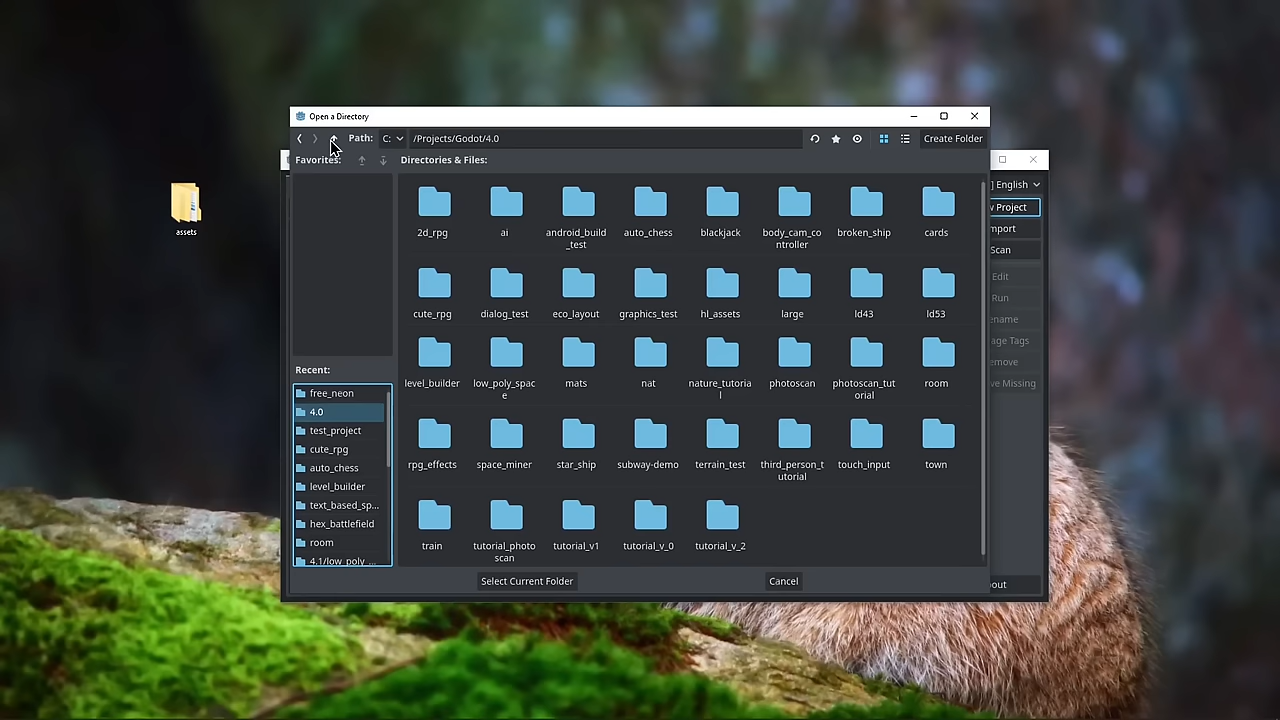 Open a Directory
Path: C: /Projects/Godot/4.0 Create Folder
Favorites: Directories & Files:
assets
] English
Project
mport
Scan
Edit
Run
ename
age Tags
emove
ve Missing
out
2d_rpg ai android_build auto_chess blackjack body_cam_co broken_ship cards
_test ntroller
cute_rpg dialog_test eco_layout graphics_test hl_assets large ld43 ld53
level_builder low_poly_spac mats nat nature_tutoria photoscan photoscan_tut room
e l orial
rpg_effects space_miner star_ship subway-demo terrain_test third_person_t touch_input town
utorial
train tutorial_photo tutorial_v1 tutorial_v_0 tutorial_v_2
scan
Recent:
free_neon
4.0
test_project
cute_rpg
auto_chess
level_builder
text_based_sp...
hex_battlefield
room
4.1/low_poly_...
Select Current Folder Cancel